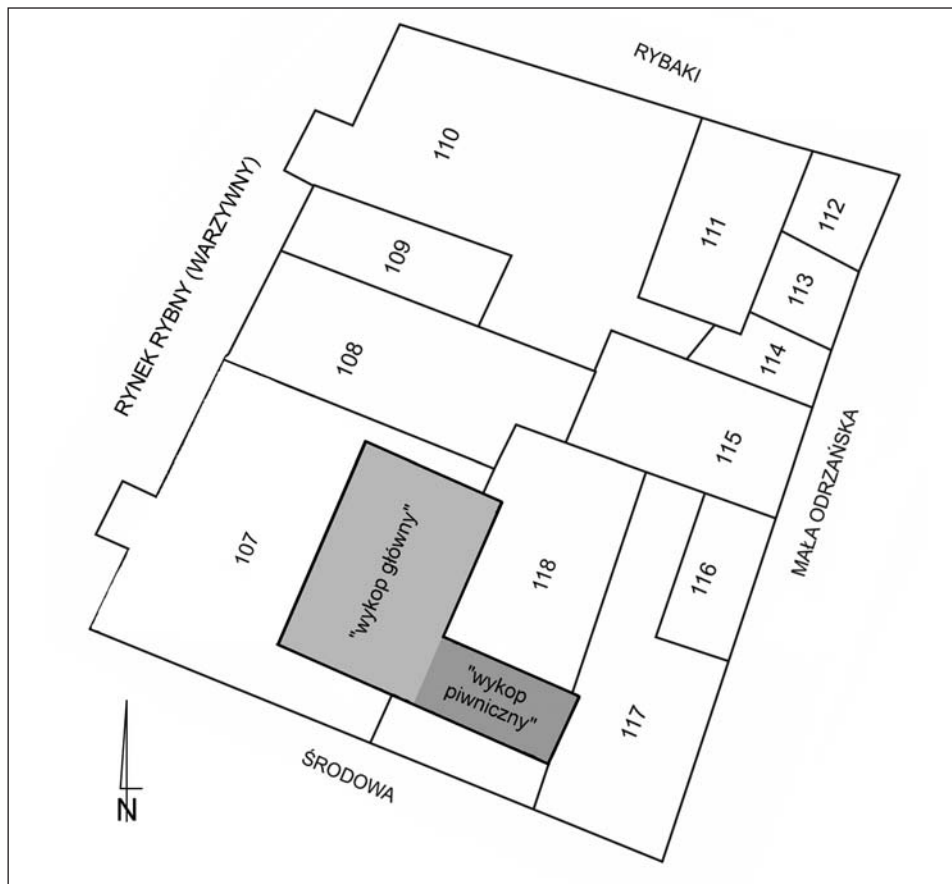 RYBAKI
110
111
112
RYNEK RYBNY (WARZYWNY)
109
113
108
114
115
MAŁA ODRZAŃSKA
107
"wykop główny"
118
116
"wykop
piwniczny"
117
ŚRODOWA
N